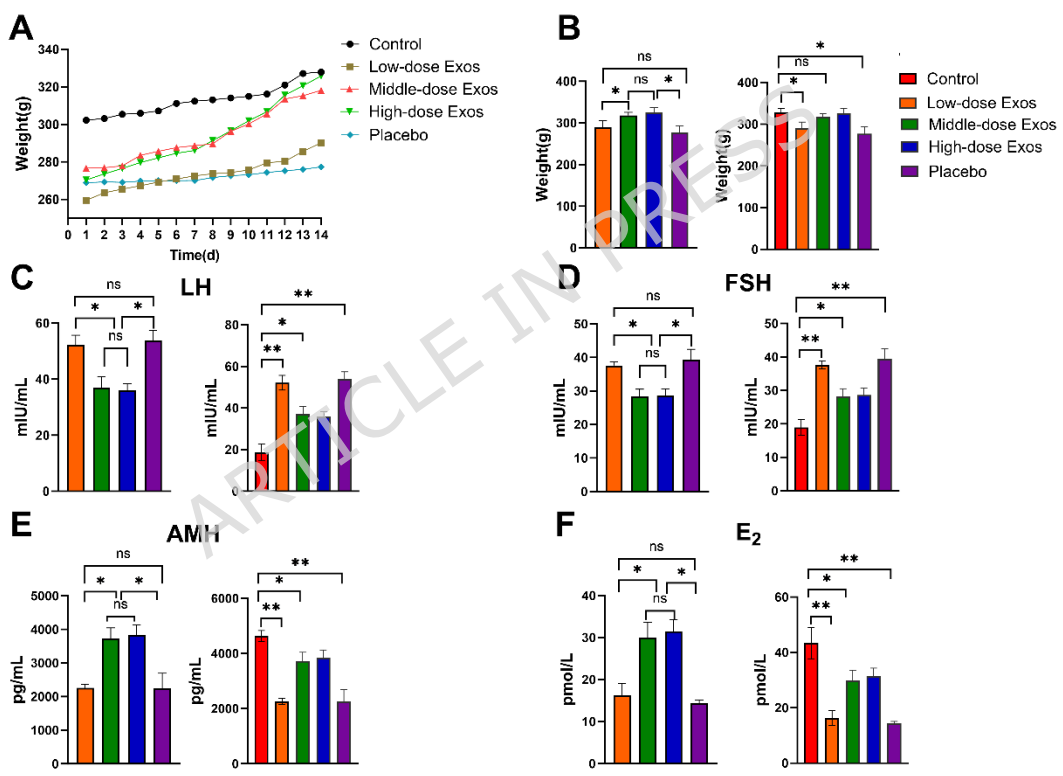 A
Weight(g)
340
320
300
280
260
0 1 2 3 4 5 6 7 8 9 10 11 12 13 14
Time(d)
Control
Low-dose Exos
Middle-dose Exos
High-dose Exos
Placebo
B
Weight(g)
400
300
200
100
0
ns
ns
* *
Weight(g)
400
300
200
100
0
*
ns
*
Control
Low-dose Exos
Middle-dose Exos
High-dose Exos
Placebo
C
LH
mIU/mL
60
40
20
0
ns
* *
ns
mIU/mL
80
60
40
20
0
**
*
**
D
FSH
mIU/mL
50
40
30
20
10
0
ns
* *
ns
mIU/mL
50
40
30
20
10
0
**
*
**
E
AMH
pg/mL
5000
4000
3000
2000
1000
0
ns
* *
ns
pg/mL
6000
4000
2000
0
**
*
**
F
E2
pmol/L
40
30
20
10
0
ns
* *
ns
pmol/L
60
40
20
0
**
*
**
ARTICLE IN PRESS